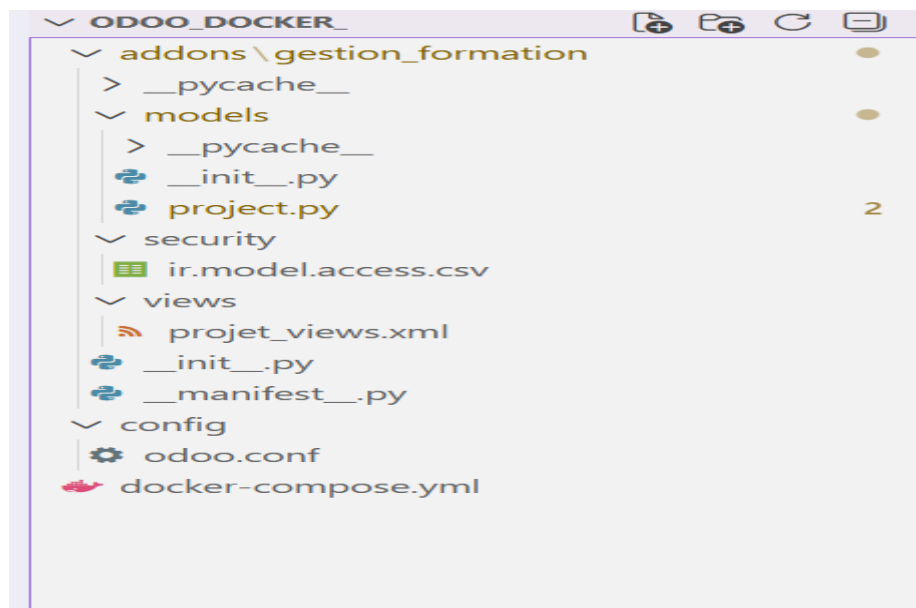 ODOO_DOCKER_
addons\gestion_formation
__pycache__
models
__pycache__
__init__.py
project.py 2
security
ir.model.access.csv
views
projet_views.xml
__init__.py
__manifest__.py
config
odoo.conf
docker-compose.yml